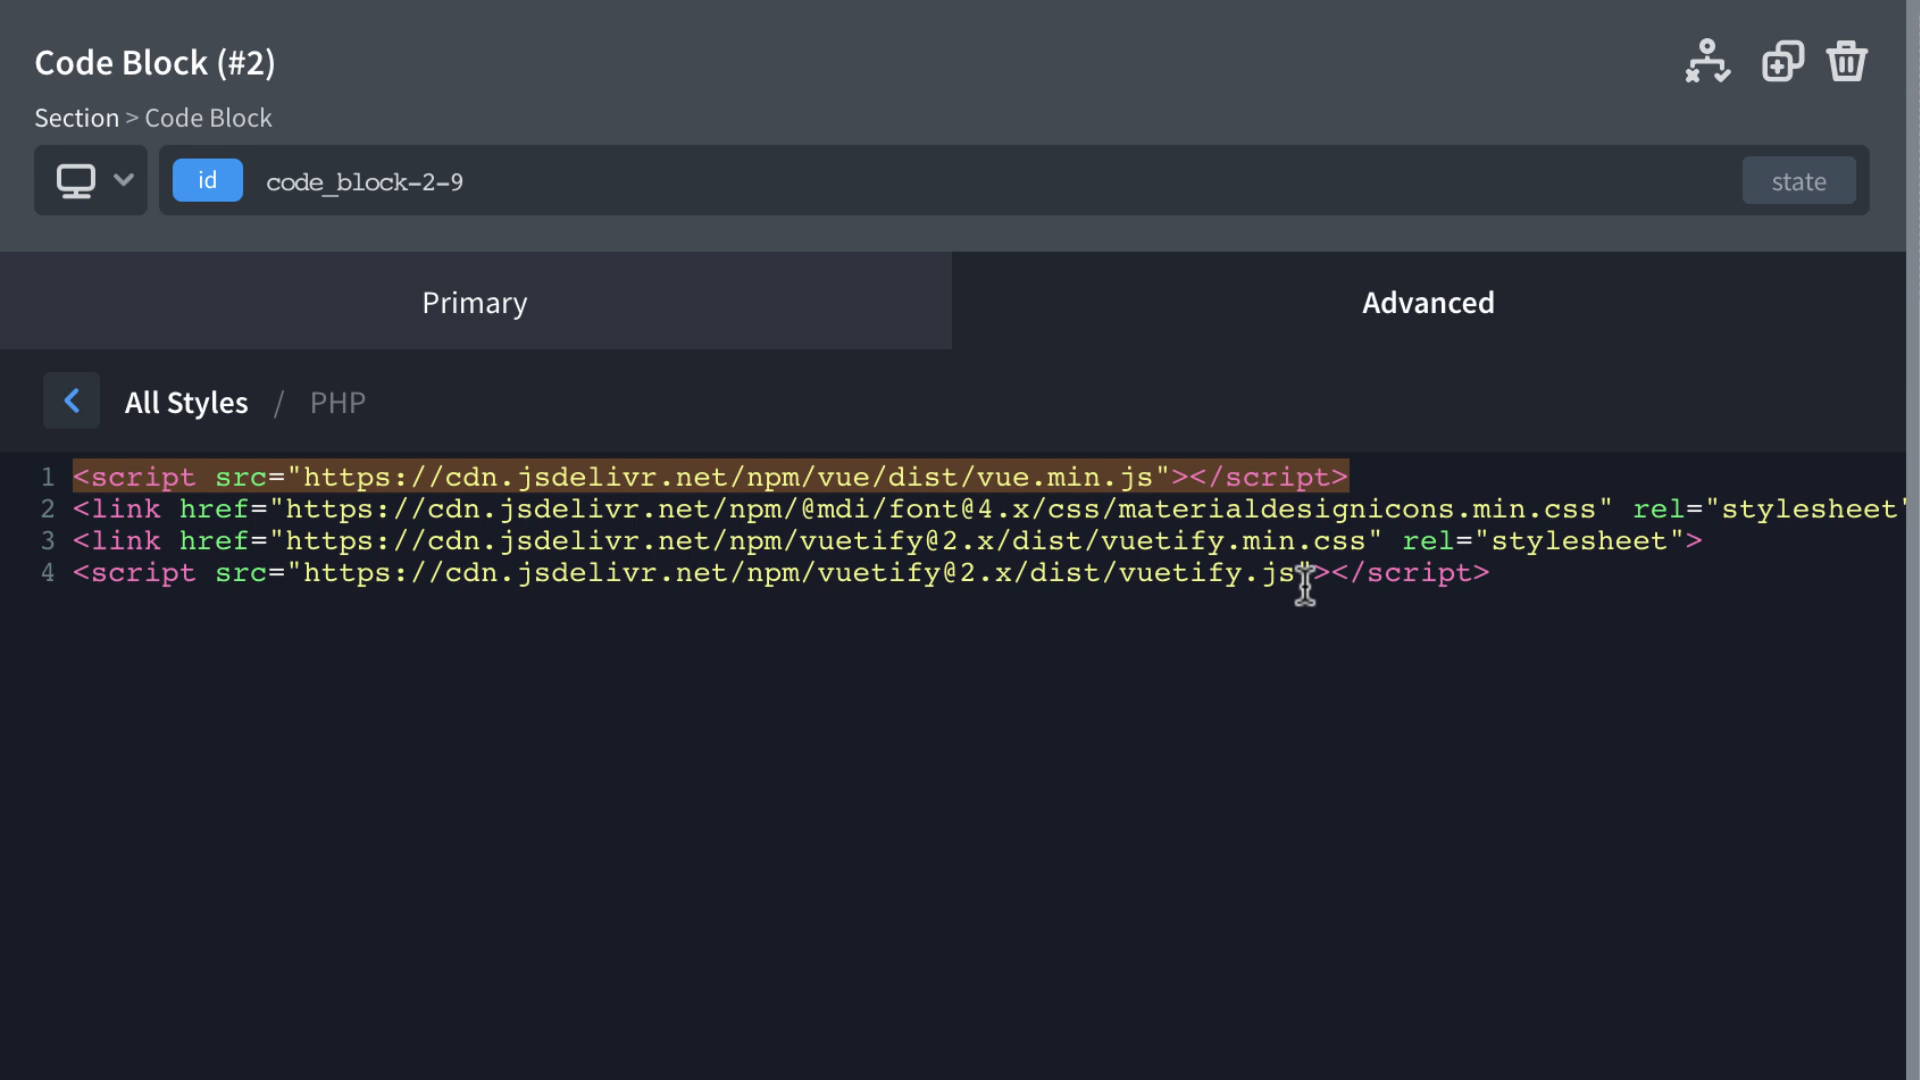 Code Block (#2)
Section > Code Block
id code_block-2-9 state
Primary Advanced
All Styles / PHP
1 <script src="https://cdn.jsdelivr.net/npm/vue/dist/vue.min.js"></script>
2 <link href="https://cdn.jsdelivr.net/npm/@mdi/font@4.x/css/materialdesignicons.min.css" rel="stylesheet"
3 <link href="https://cdn.jsdelivr.net/npm/vuetify@2.x/dist/vuetify.min.css" rel="stylesheet">
4 <script src="https://cdn.jsdelivr.net/npm/vuetify@2.x/dist/vuetify.js"></script>